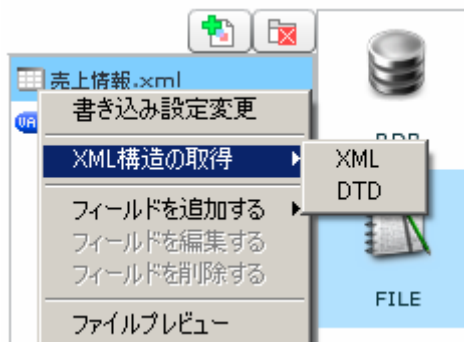 売上情報.xml
VA
書き込み設定変更
XML構造の取得
XML
DTD
フィールドを追加する
フィールドを編集する
フィールドを削除する
ファイルプレビュー
FILE